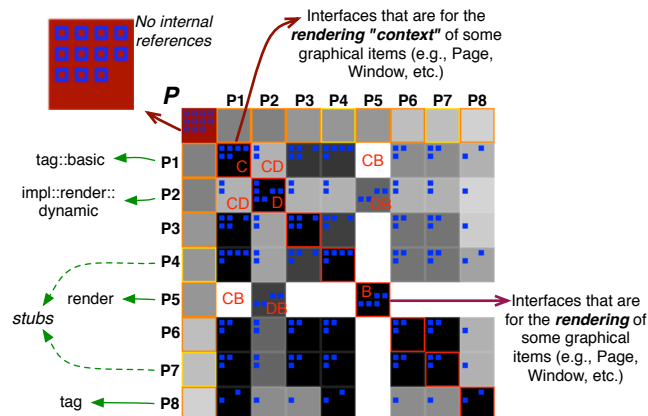 No internal
references
Interfaces that are for the
rendering "context" of some
graphical items (e.g., Page,
Window, etc.)
P
P1 P2 P3 P4 P5 P6 P7 P8
tag::basic P1 C CD CB
impl::render::
dynamic
P2 CD D DB
P3
P4
stubs
render P5 CB DB B
Interfaces that are
for the rendering of
some graphical
items (e.g., Page,
Window, etc.)
P6
P7
tag P8